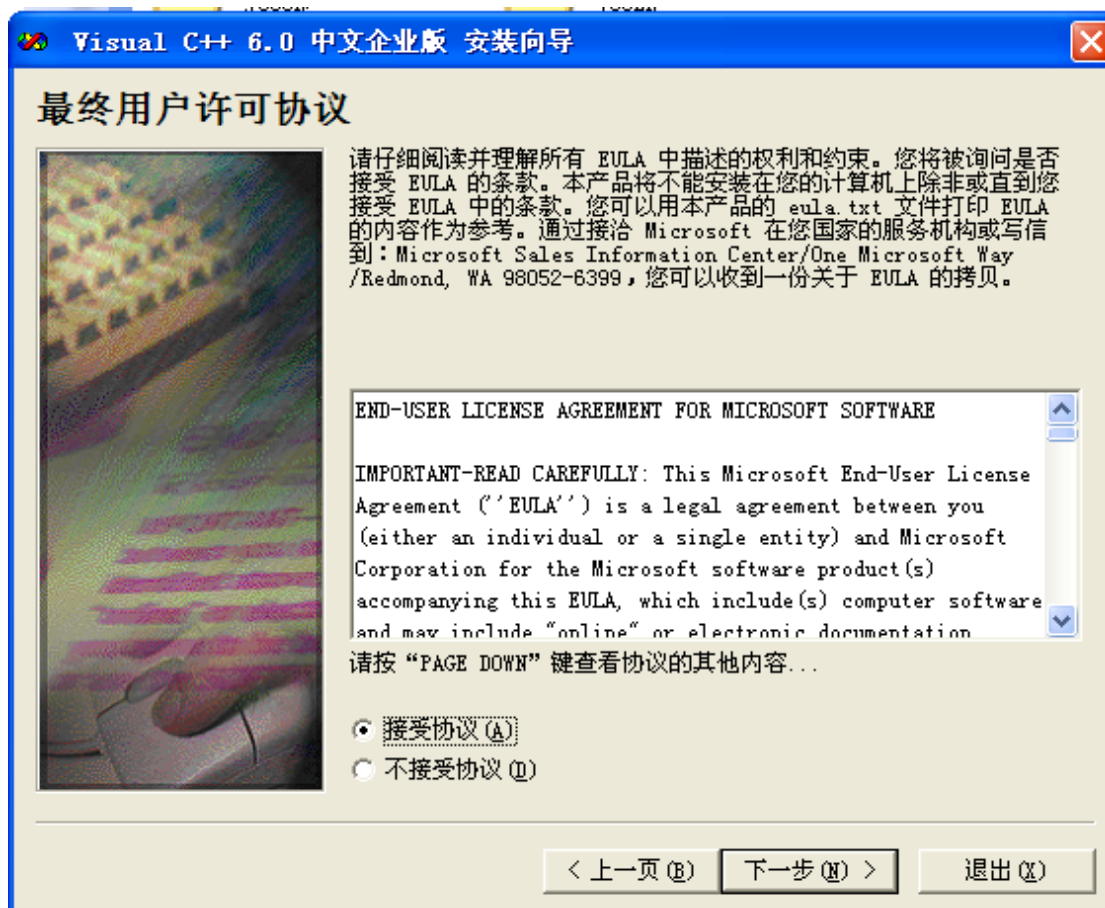 Visual C++ 6.0 中文企业版 安装向导
最终用户许可协议
请仔细阅读并理解所有 EULA 中描述的权利和约束。您将被询问是否
接受 EULA 的条款。本产品将不能安装在您的计算机上除非或直到您
接受 EULA 中的条款。您可以用本产品的 eula.txt 文件打印 EULA
的内容作为参考。通过接洽 Microsoft 在您国家的服务机构或写信
到：Microsoft Sales Information Center/One Microsoft Way
/Redmond, WA 98052-6399，您可以收到一份关于 EULA 的拷贝。
END-USER LICENSE AGREEMENT FOR MICROSOFT SOFTWARE
IMPORTANT-READ CAREFULLY: This Microsoft End-User License
Agreement (''EULA'') is a legal agreement between you
(either an individual or a single entity) and Microsoft
Corporation for the Microsoft software product(s)
accompanying this EULA, which include(s) computer software
and may include "online" or electronic documentation
请按 “PAGE DOWN” 键查看协议的其他内容...
接受协议(A)
不接受协议(D)
< 上一页(B)
下一步(N) >
退出(X)